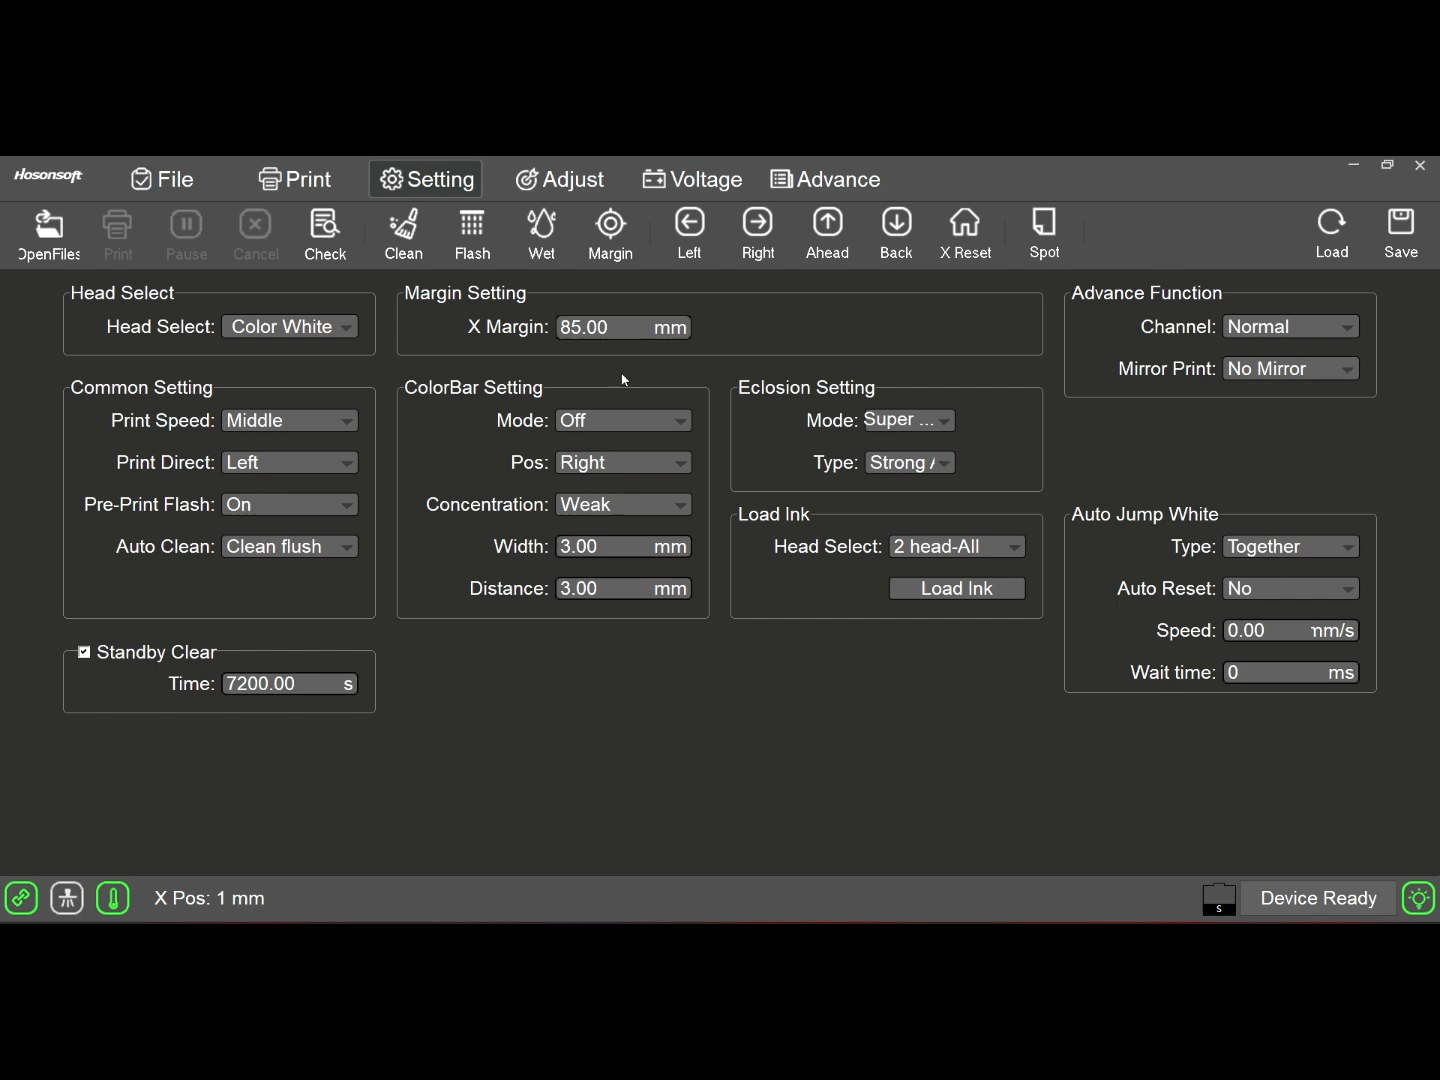 Hosonsoft File Print Setting Adjust Voltage Advance
OpenFiles Print Pause Cancel Check Clean Flash Wet Margin Left Right Ahead Back X Reset Spot Load Save
Head Select
Head Select: Color White
Margin Setting
X Margin: 85.00 mm
Advance Function
Channel: Normal
Mirror Print: No Mirror
Common Setting
Print Speed: Middle
Print Direct: Left
Pre-Print Flash: On
Auto Clean: Clean flush
ColorBar Setting
Mode: Off
Pos: Right
Concentration: Weak
Width: 3.00 mm
Distance: 3.00 mm
Eclosion Setting
Mode: Super ...
Type: Strong
Load Ink
Head Select: 2 head-All
Load Ink
Auto Jump White
Type: Together
Auto Reset: No
Speed: 0.00 mm/s
Wait time: 0 ms
Standby Clear
Time: 7200.00 s
X Pos: 1 mm
S
Device Ready